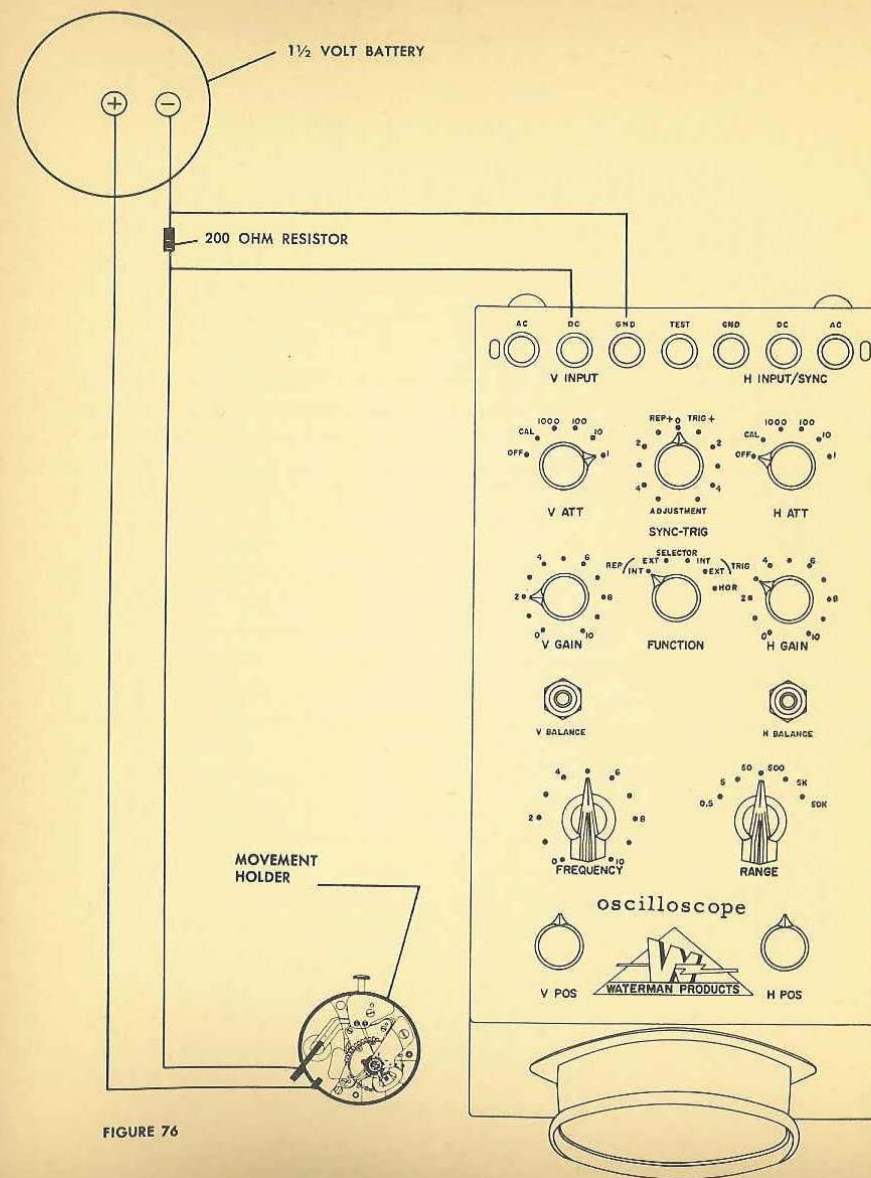 1½ VOLT BATTERY
+ −
200 OHM RESISTOR
AC DC GND TEST GND DC AC
V INPUT H INPUT/SYNC
1000 100
CAL 10
OFF 1
V ATT
REP+ 0 TRIG+
2 2
4 4
ADJUSTMENT
SYNC-TRIG
1000 100
CAL 10
OFF 1
H ATT
4 6
2 8
0 10
V GAIN
SELECTOR
REP EXT INT TRIG
INT EXT
HOR
FUNCTION
4 6
2 8
0 10
H GAIN
V BALANCE H BALANCE
4 6
2 8
0 10
FREQUENCY
50 500
5 5K
0.5 50K
RANGE
MOVEMENT
HOLDER
oscilloscope
V POS WATERMAN PRODUCTS H POS
FIGURE 76